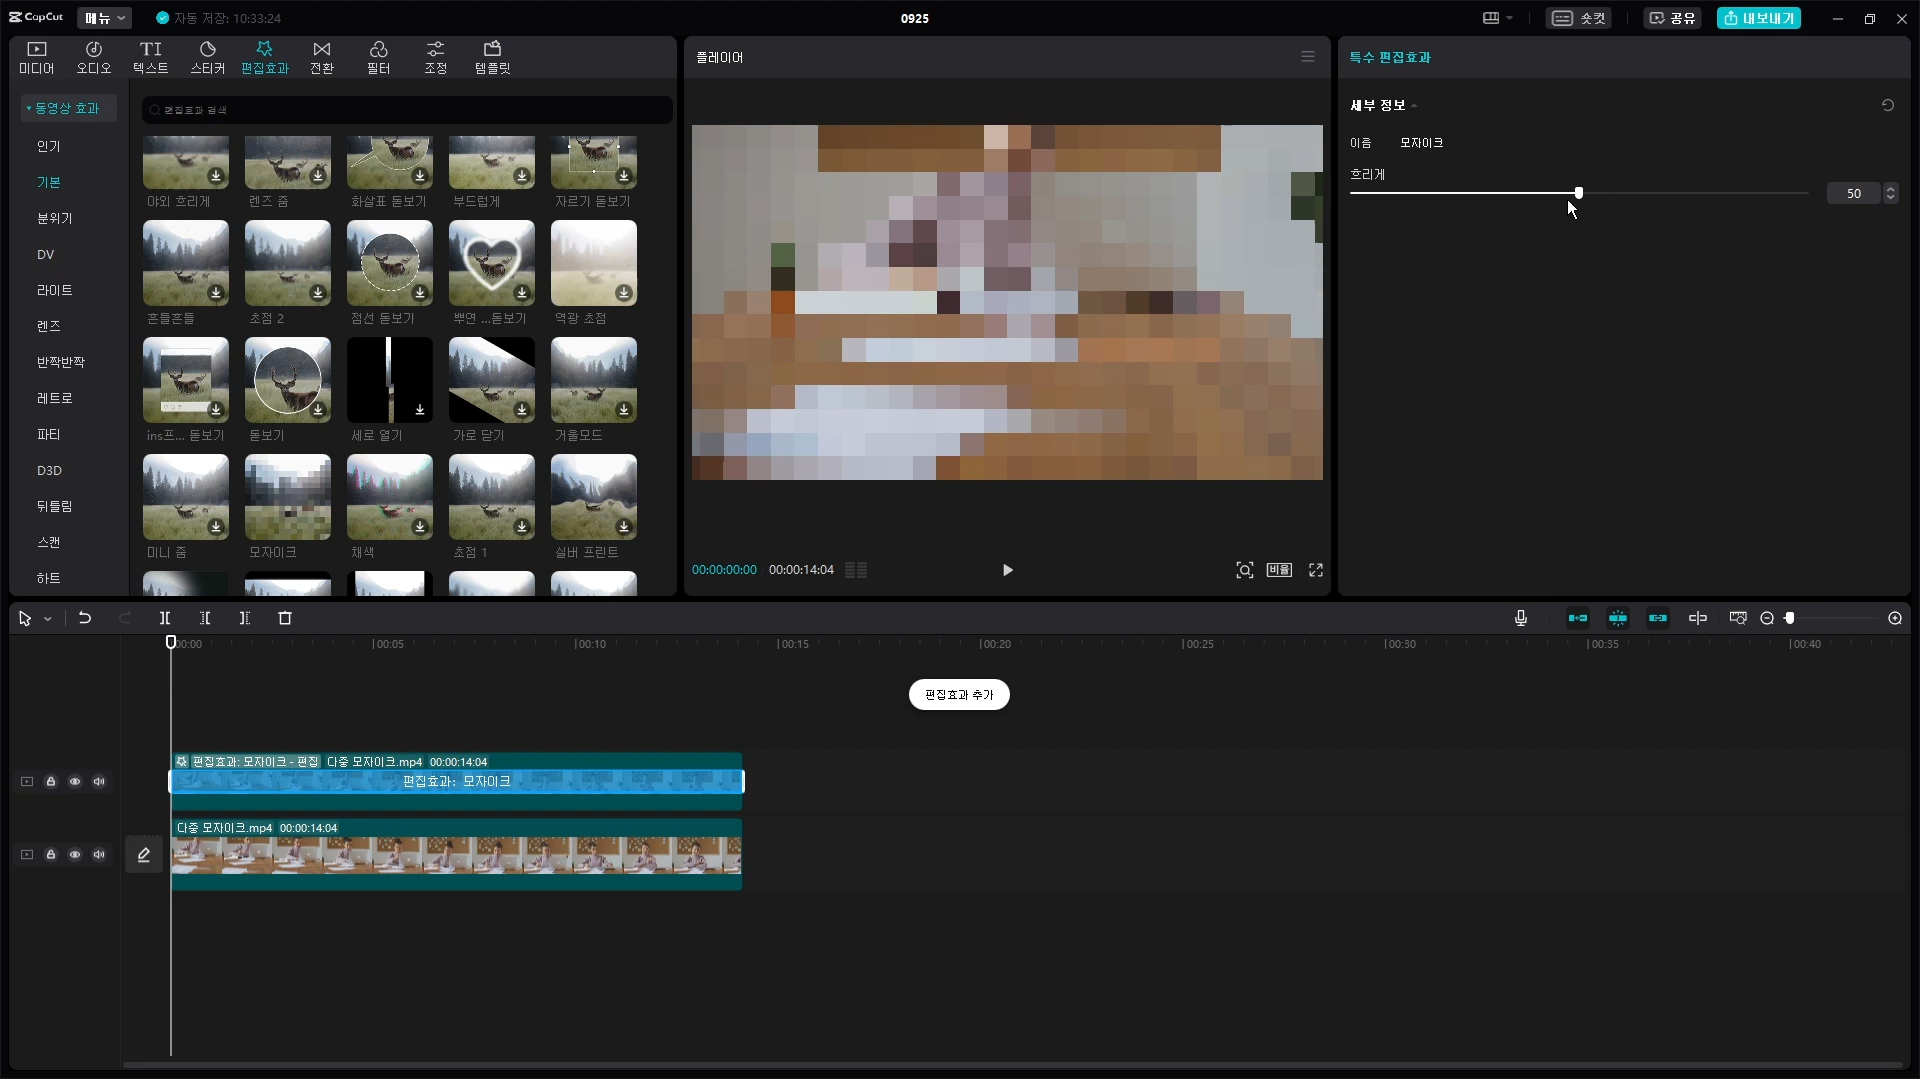 CapCut 메뉴 자동 저장: 10:33:24 0925 숏컷 공유 내보내기
미디어 오디오 텍스트 스티커 편집효과 전환 필터 조정 템플릿
동영상 효과
인기
기본
분위기
DV
라이트
렌즈
반짝반짝
레트로
파티
D3D
뒤틀림
스캔
하트
편집효과 검색
야외 흐리게 렌즈 줌 화살표 돋보기 부드럽게 자르기 돋보기
흔들흔들 초점 2 점선 돋보기 뿌연 ...돋보기 역광 초점
ins프... 돋보기 돋보기 세로 열기 가로 닫기 거울모드
미니 줌 모자이크 채색 초점 1 실버 프린트
플레이어
00:00:00:00 00:00:14:04 비율
특수 편집효과
세부 정보
이름 모자이크
흐리게
50
00:00 00:05 00:10 00:15 00:20 00:25 00:30 00:35 00:40
편집효과 추가
편집효과: 모자이크 - 편집 다중 모자이크.mp4 00:00:14:04
편집효과: 모자이크
다중 모자이크.mp4 00:00:14:04